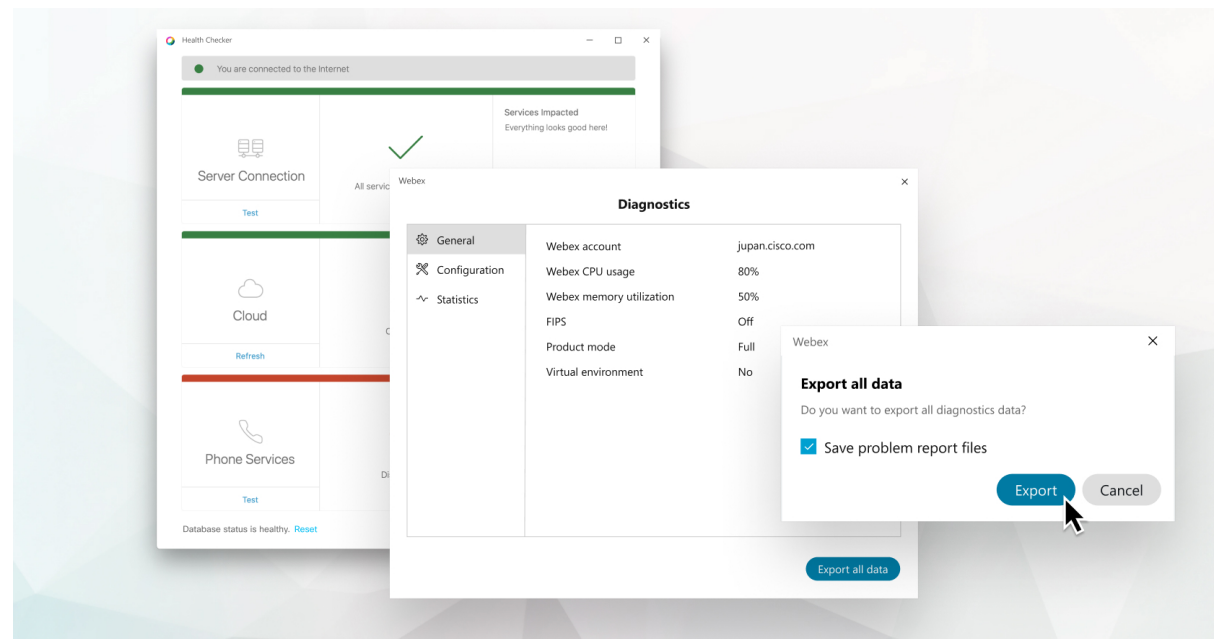 Health Checker
You are connected to the Internet
Services Impacted
Everything looks good here!
Server Connection
All
Test
Cloud
Refresh
Phone Services
Test
Database status is healthy. Reset
Webex
Diagnostics
General
Configuration
Statistics
Webex account jupan.cisco.com
Webex CPU usage 80%
Webex memory utilization 50%
FIPS Off
Product mode Full
Virtual environment No
Export all data
Webex
Export all data
Do you want to export all diagnostics data?
Save problem report files
Export Cancel